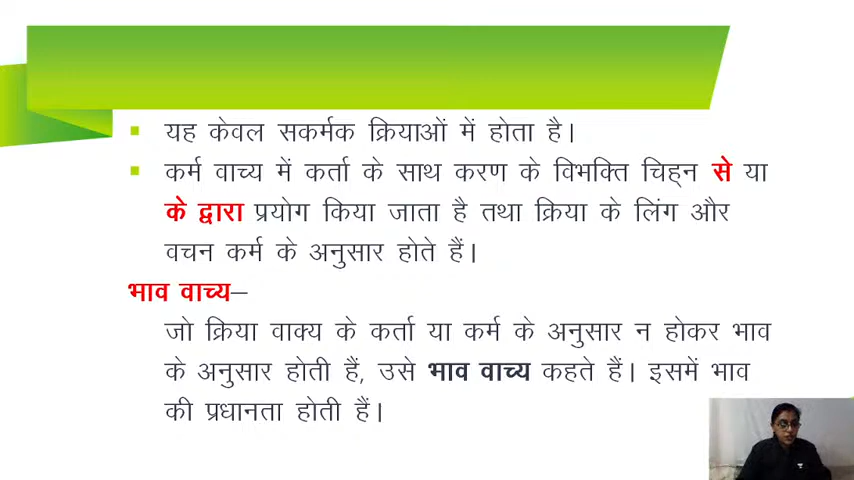 ▪ यह केवल सकर्मक क्रियाओं में होता है।
▪ कर्म वाच्य में कर्ता के साथ करण के विभक्ति चिह्न से या
के द्वारा प्रयोग किया जाता है तथा क्रिया के लिंग और
वचन कर्म के अनुसार होते हैं।
भाव वाच्य–
जो क्रिया वाक्य के कर्ता या कर्म के अनुसार न होकर भाव
के अनुसार होती हैं, उसे भाव वाच्य कहते हैं। इसमें भाव
की प्रधानता होती हैं।